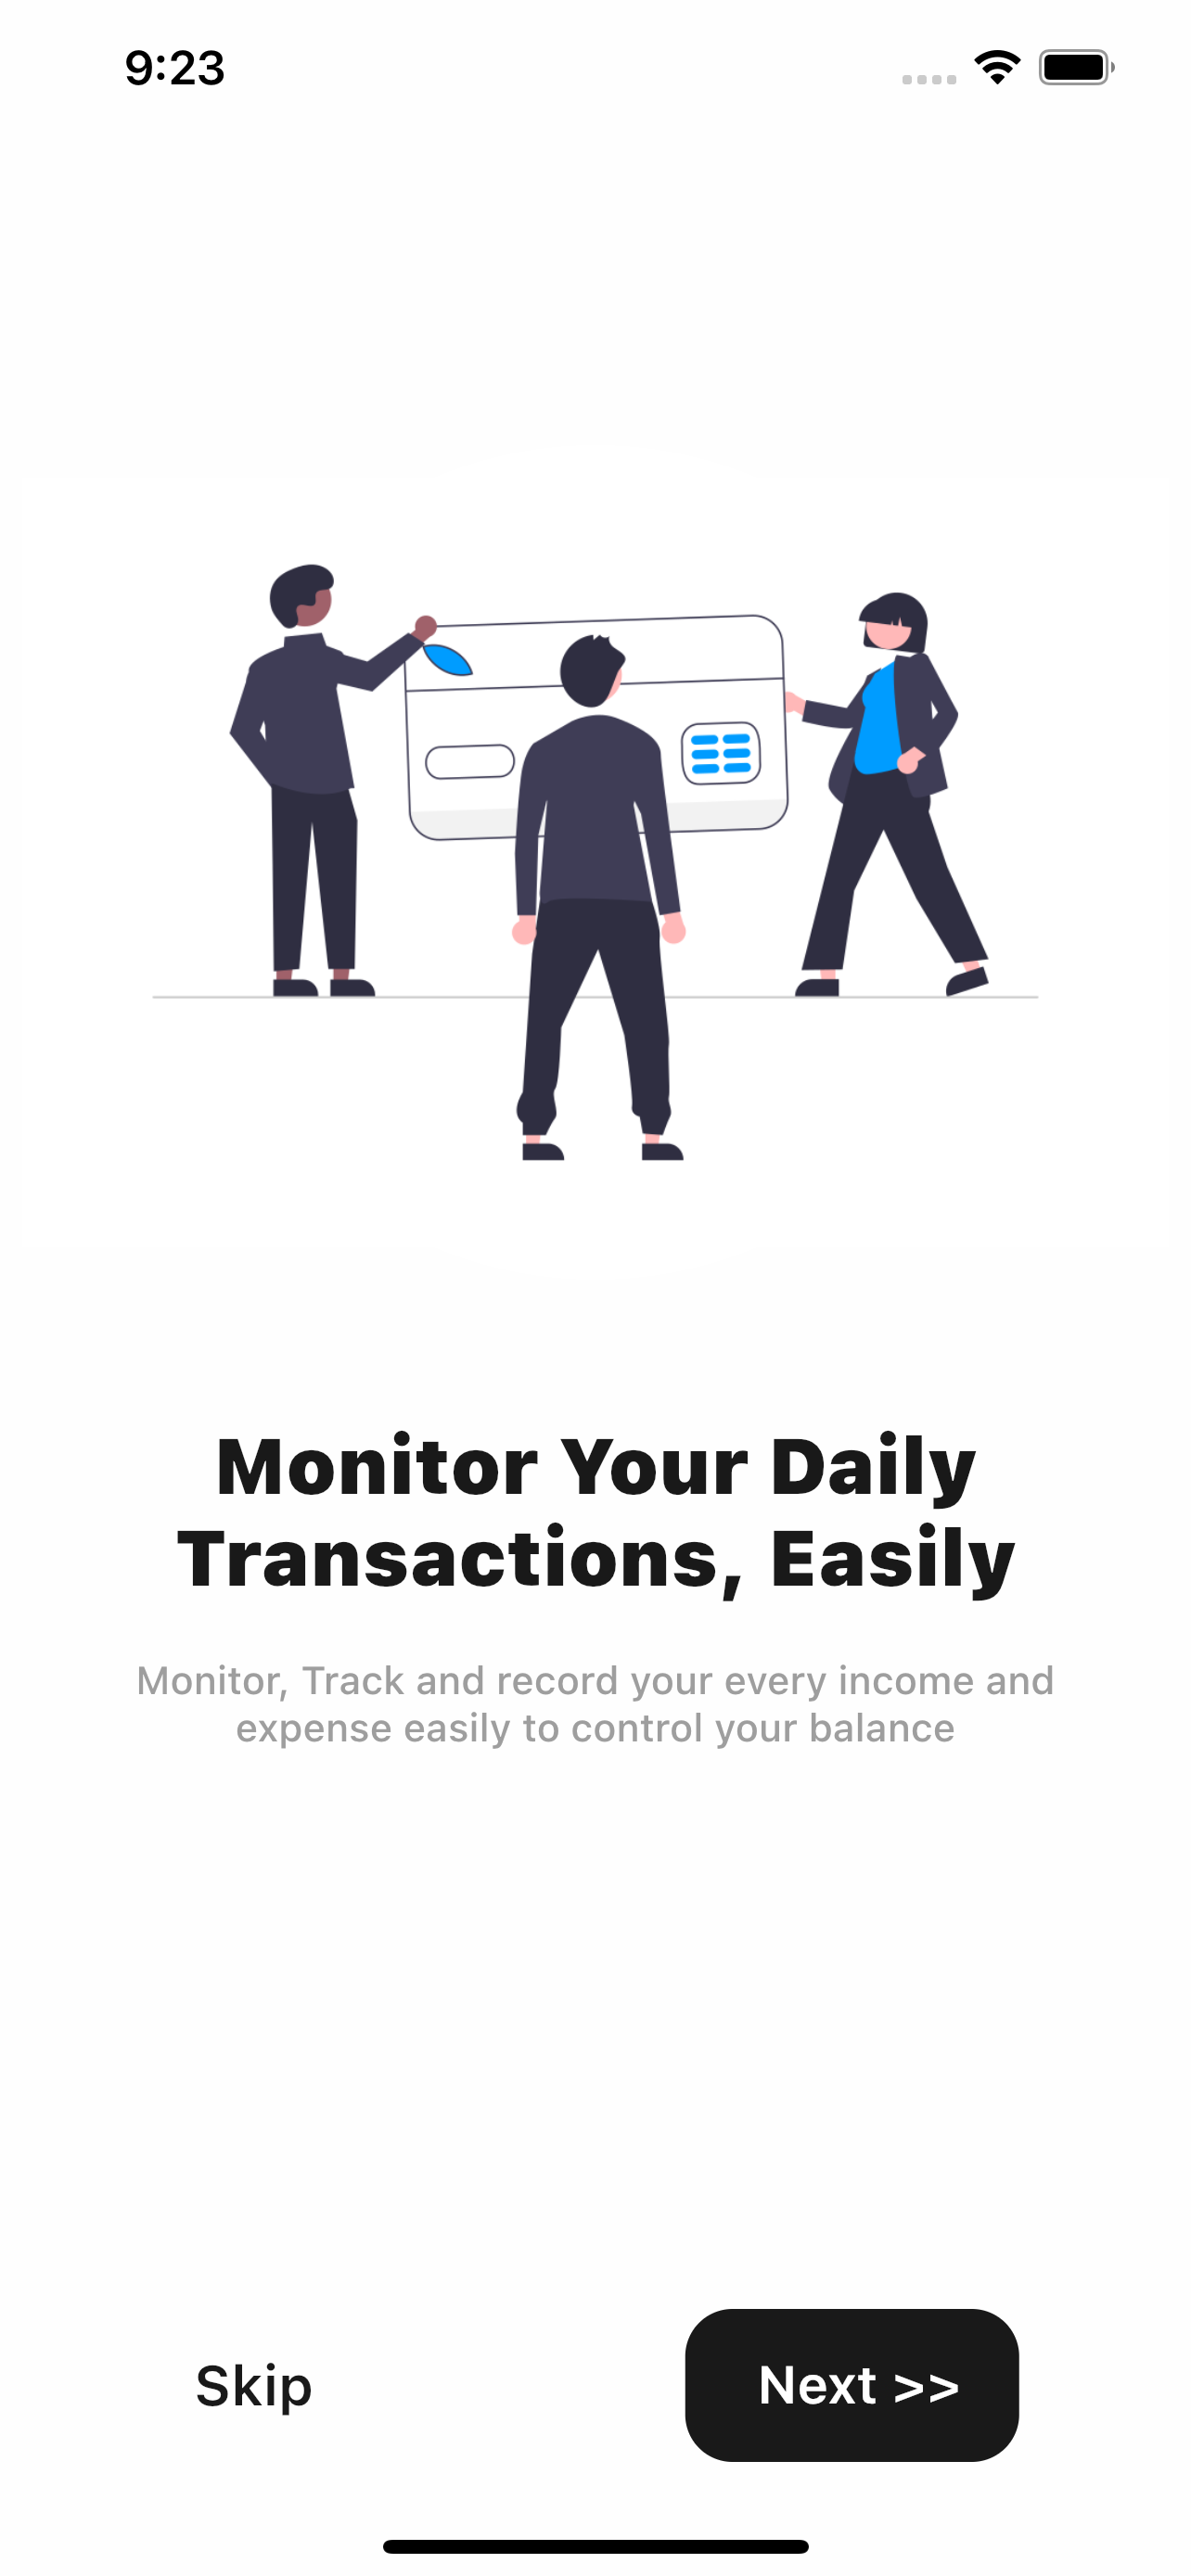 9:23
Monitor Your Daily
Transactions, Easily
Monitor, Track and record your every income and
expense easily to control your balance
Skip
Next >>